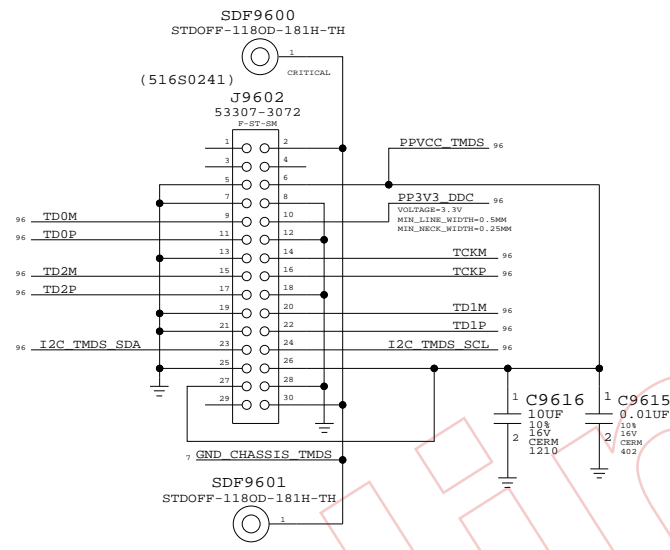 SDF9600
STDOFF-118OD-181H-TH
1
CRITICAL
(516S0241)
J9602
53307-3072
F-ST-SM
1 2
3 4
5 6
7 8
9 10
11 12
13 14
15 16
17 18
19 20
21 22
23 24
25 26
27 28
29 30
PPVCC_TMDS 96
PP3V3_DDC 96
VOLTAGE=3.3V
MIN_LINE_WIDTH=0.5MM
MIN_NECK_WIDTH=0.25MM
96 TD0M
96 TD0P
TCKM 96
TCKP 96
96 TD2M
96 TD2P
TD1M 96
TD1P 96
96 I2C_TMDS_SDA
I2C_TMDS_SCL 96
1
C9616
10UF
10%
16V
CERM
1210
2
1
C9615
0.01UF
10%
16V
CERM
402
2
7 GND_CHASSIS_TMDS
SDF9601
STDOFF-118OD-181H-TH
1